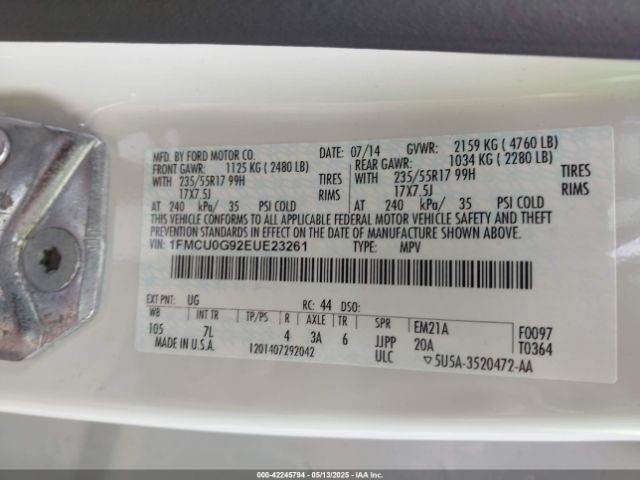 MFD. BY FORD MOTOR CO. DATE: 07/14 GVWR: 2159 KG ( 4760 LB)
FRONT GAWR: 1125 KG ( 2480 LB) REAR GAWR: 1034 KG ( 2280 LB)
WITH 235/55R17 99H TIRES WITH 235/55R17 99H TIRES
17X7.5J RIMS 17X7.5J RIMS
AT 240 kPa/ 35 PSI COLD AT 240 kPa/ 35 PSI COLD
THIS VEHICLE CONFORMS TO ALL APPLICABLE FEDERAL MOTOR VEHICLE SAFETY AND THEFT
PREVENTION STANDARDS IN EFFECT ON THE DATE OF MANUFACTURE SHOWN ABOVE.
VIN: 1FMCU0G92EUE23261 TYPE: MPV
EXT PNT: UG RC: 44 DSO:
WB INT TR TP/PS R AXLE TR SPR EM21A F0097
105 7L 4 3A 6 JJPP 20A T0364
MADE IN U.S.A. 1201407292042 ULC ▽5U5A-3520472-AA
000-42245794 - 05/13/2025 - IAAI.COM